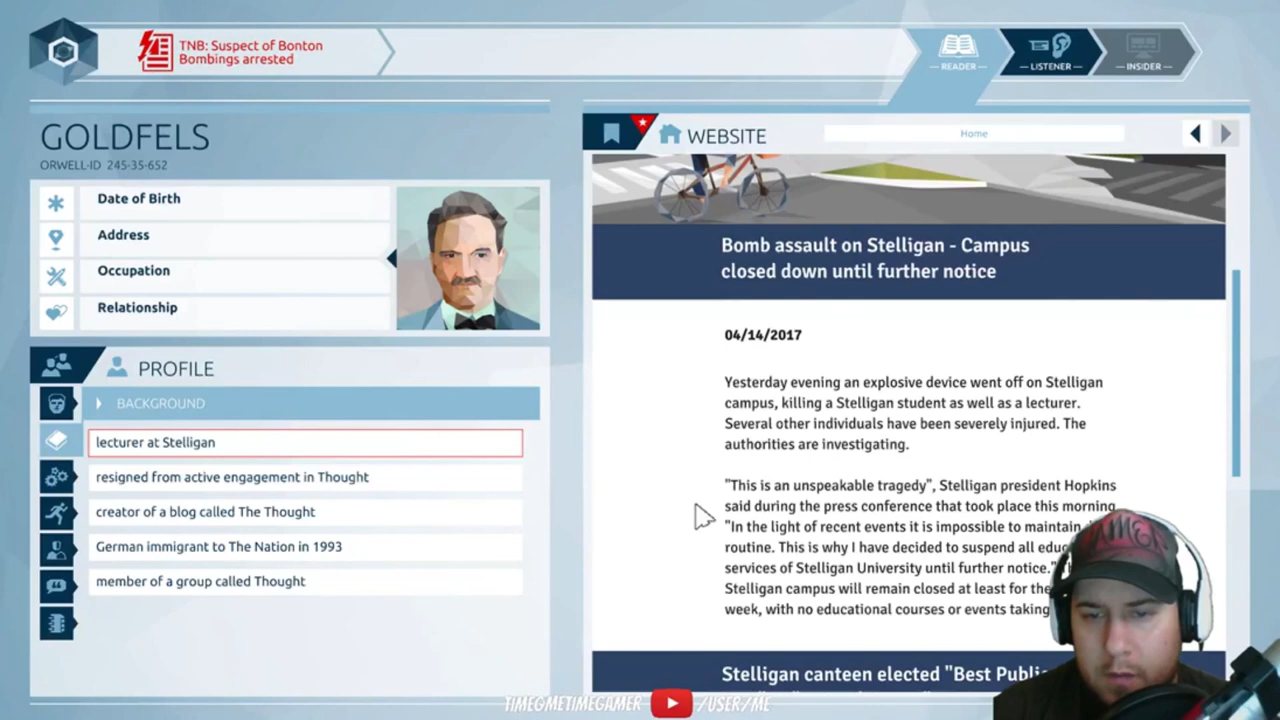 TNB: Suspect of Bonton
Bombings arrested
— READER —
— LISTENER —
— INSIDER —
GOLDFELS
ORWELL-ID 245-35-652
Date of Birth
Address
Occupation
Relationship
PROFILE
BACKGROUND
lecturer at Stelligan
resigned from active engagement in Thought
creator of a blog called The Thought
German immigrant to The Nation in 1993
member of a group called Thought
WEBSITE
Home
Bomb assault on Stelligan - Campus
closed down until further notice
04/14/2017
Yesterday evening an explosive device went off on Stelligan
campus, killing a Stelligan student as well as a lecturer.
Several other individuals have been severely injured. The
authorities are investigating.
"This is an unspeakable tragedy", Stelligan president Hopkins
said during the press conference that took place this morning
"In the light of recent events it is impossible to maintain
routine. This is why I have decided to suspend all
services of Stelligan University until further notice."
Stelligan campus will remain closed at least for the
week, with no educational courses or events taking
Stelligan canteen elected "Best
TIMEGMETIMEGAMER /USER/ME